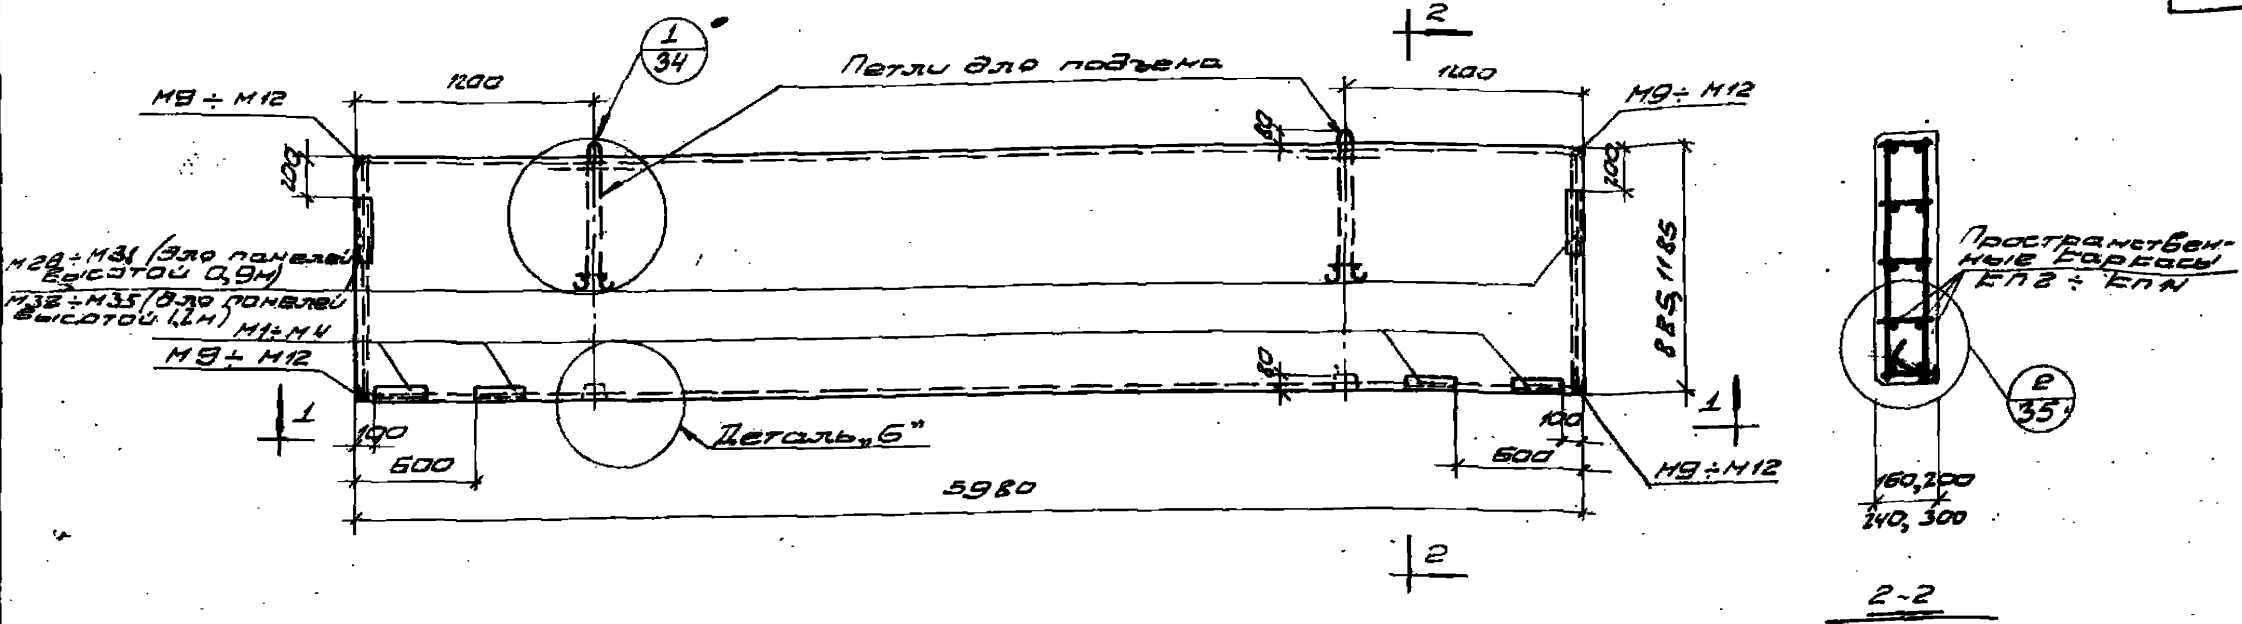 2
1
34
Петли для подъема
1200
1200
М9 ÷ М12
М9 ÷ М12
80
200
200
885, 1185
М28 ÷ М31 (для панелей
высотой 0,9м)
М32 ÷ М35 (для панелей
высотой 1,2м)
М1 ÷ М4
М9 ÷ М12
Пространствен-
ные каркасы
80
1
100
600
Деталь „Б”
100
600
1
М9 ÷ М12
5980
2
35
160, 200
240, 300
2
2-2